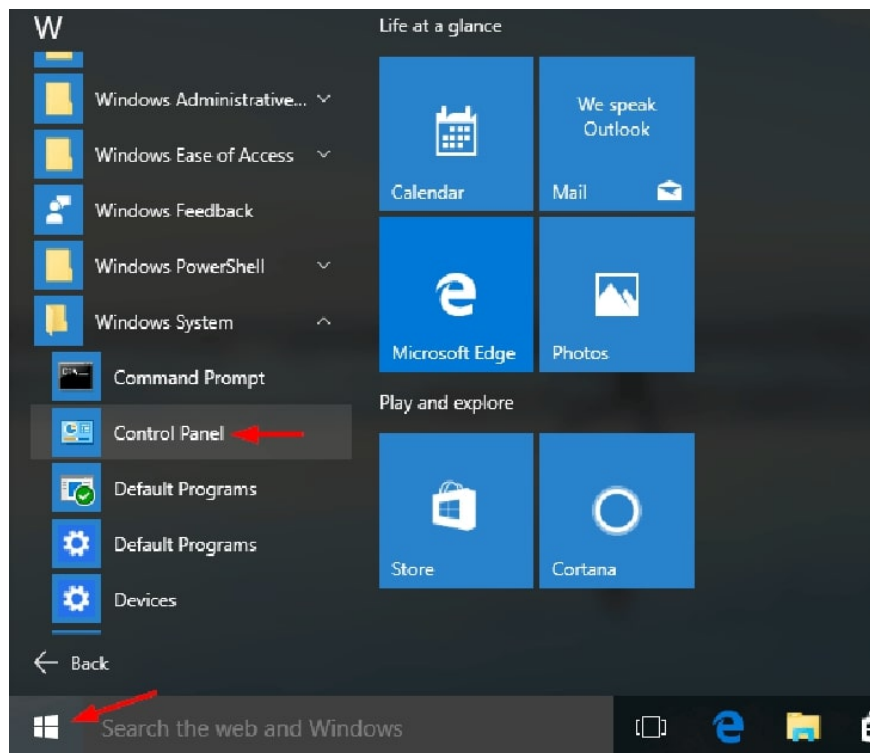 W
Windows Administrative...
Windows Ease of Access
Windows Feedback
Windows PowerShell
Windows System
Command Prompt
Control Panel
Default Programs
Default Programs
Devices
Back
Life at a glance
Calendar
We speak
Outlook
Mail
Microsoft Edge
Photos
Play and explore
Store
Cortana
Search the web and Windows